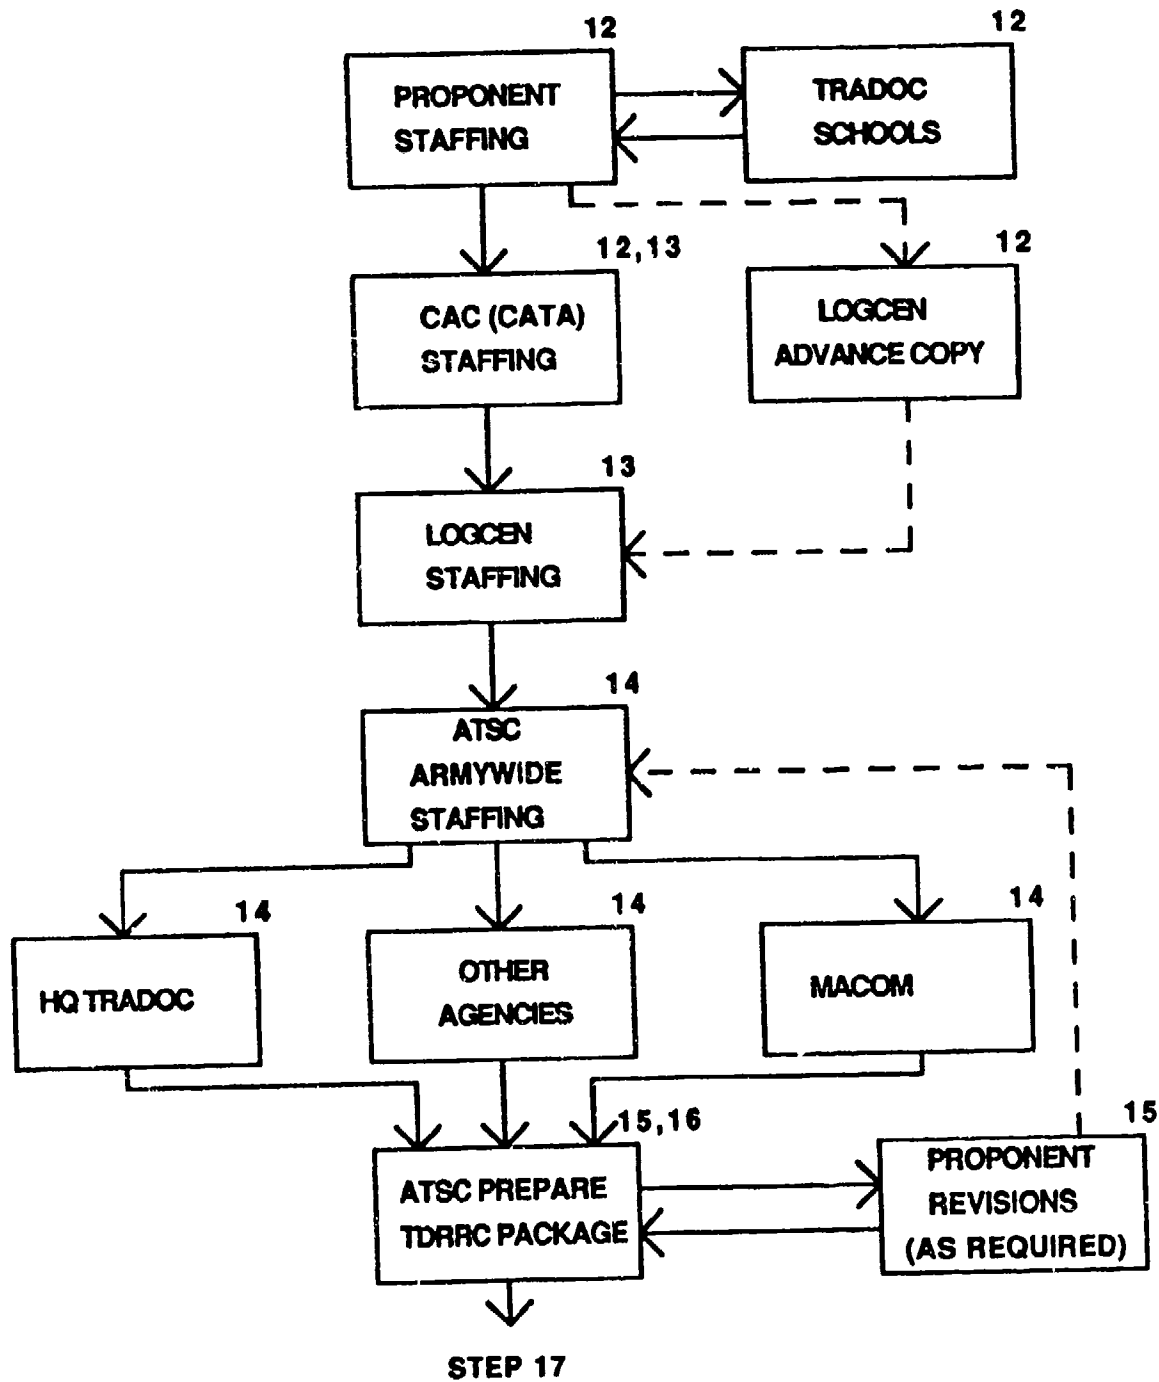 12
12
PROPONENT
STAFFING
TRADOC
SCHOOLS
12,13
12
CAC (CATA)
STAFFING
LOGCEN
ADVANCE COPY
13
LOGCEN
STAFFING
14
ATSC
ARMYWIDE
STAFFING
14
14
14
HQ TRADOC
OTHER
AGENCIES
MACOM
15,16
15
ATSC PREPARE
TDRRC PACKAGE
PROPONENT
REVISIONS
(AS REQUIRED)
STEP 17